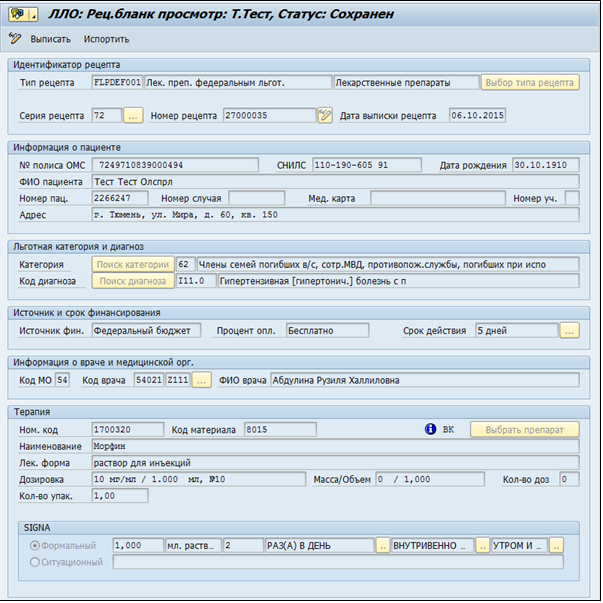 ЛЛО: Рец.бланк просмотр: Т.Тест, Статус: Сохранен
Выписать Испортить
Идентификатор рецепта
Тип рецепта FLPDEF001 Лек. преп. федеральным льгот. Лекарственные препараты Выбор типа рецепта
Серия рецепта 72 ... Номер рецепта 27000035 Дата выписки рецепта 06.10.2015
Информация о пациенте
№ полиса ОМС 7249710839000494 СНИЛС 110-190-605 91 Дата рождения 30.10.1910
ФИО пациента Тест Тест Олспрл
Номер пац. 2266247 Номер случая Мед. карта Номер уч.
Адрес г. Тюмень, ул. Мира, д. 60, кв. 150
Льготная категория и диагноз
Категория Поиск категории 62 Члены семей погибших в/с, сотр.МВД, противопож.службы, погибших при испо
Код диагноза Поиск диагноза I11.0 Гипертензивная [гипертонич.] болезнь с п
Источник и срок финансирования
Источник фин. Федеральный бюджет Процент опл. Бесплатно Срок действия 5 дней ...
Информация о враче и медицинской орг.
Код МО 54 Код врача 54021 Z111 ... ФИО врача Абдулина Рузиля Халлиловна
Терапия
Ном. код 1700320 Код материала 8015 ВК Выбрать препарат
Наименование Морфин
Лек. форма раствор для инъекций
Дозировка 10 мг/мл / 1.000 мл, №10 Масса/Объем 0 / 1,000 Кол-во доз 0
Кол-во упак. 1,00
SIGNA
Формальный 1,000 мл. раств... 2 РАЗ(А) В ДЕНЬ .. ВНУТРИВЕННО ... .. УТРОМ И ... ..
Ситуационный